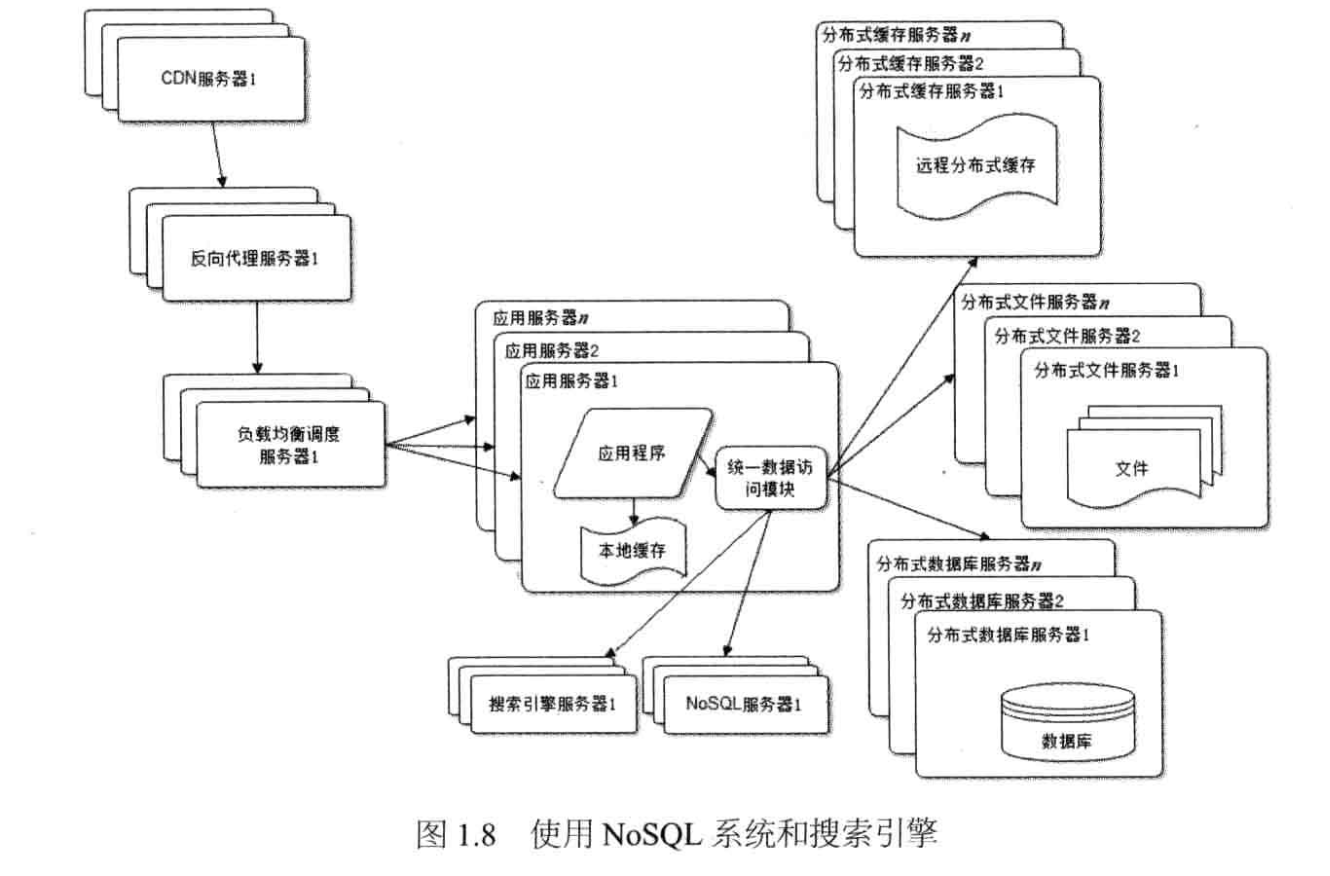 CDN服务器1
反向代理服务器1
负载均衡调度
服务器1
应用服务器n
应用服务器2
应用服务器1
应用程序
统一数据访
问模块
本地缓存
搜索引擎服务器1
NoSQL服务器1
分布式缓存服务器n
分布式缓存服务器2
分布式缓存服务器1
远程分布式缓存
分布式文件服务器n
分布式文件服务器2
分布式文件服务器1
文件
分布式数据库服务器n
分布式数据库服务器2
分布式数据库服务器1
数据库
图 1.8 使用 NoSQL 系统和搜索引擎